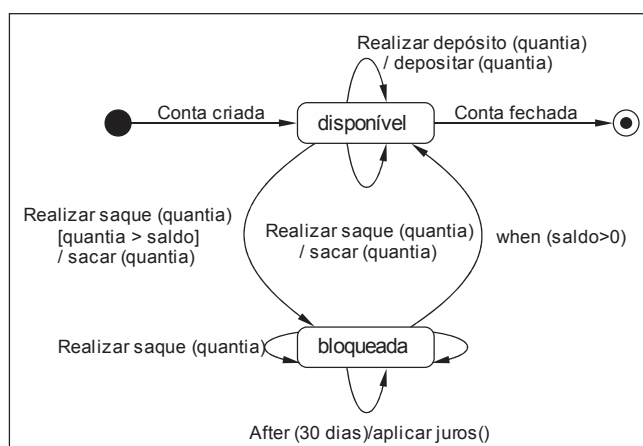 Realizar depósito (quantia)
/ depositar (quantia)
Conta criada
disponível
Conta fechada
Realizar saque (quantia)
[quantia > saldo]
/ sacar (quantia)
Realizar saque (quantia)
/ sacar (quantia)
when (saldo>0)
Realizar saque (quantia)
bloqueada
After (30 dias)/aplicar juros()